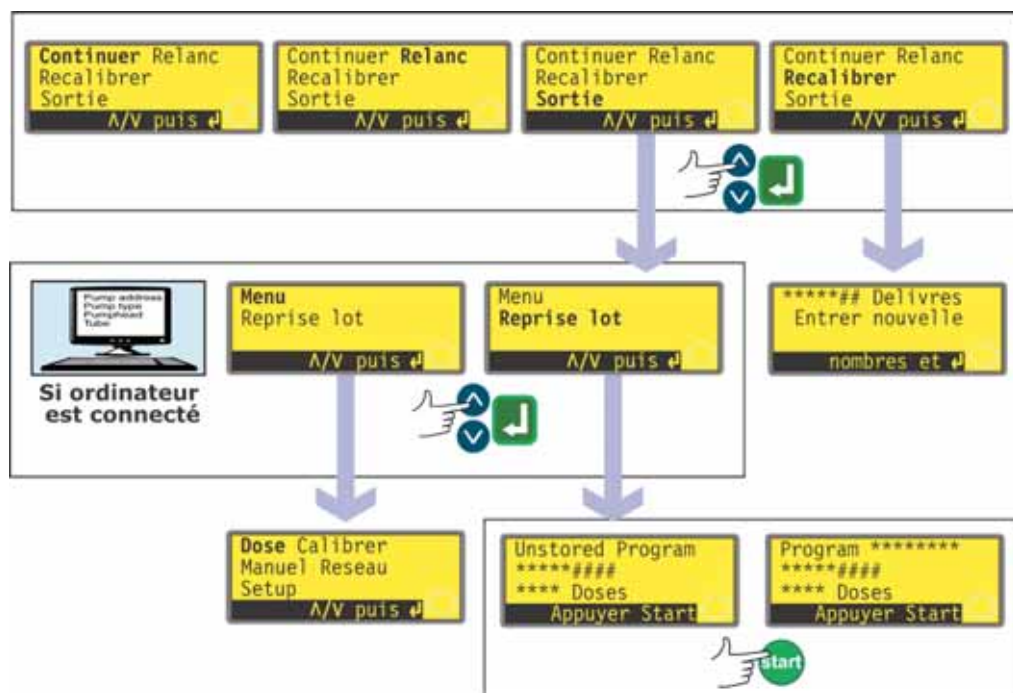 Continuer Relanc
Recalibrer
Sortie
Λ/V puis ↲
Continuer Relanc
Recalibrer
Sortie
Λ/V puis ↲
Continuer Relanc
Recalibrer
Sortie
Λ/V puis ↲
Continuer Relanc
Recalibrer
Sortie
Λ/V puis ↲
Pump address
Pump type
Pumphead
Tube
Si ordinateur
est connecté
Menu
Reprise lot
Λ/V puis ↲
Menu
Reprise lot
Λ/V puis ↲
*****## Delivres
Entrer nouvelle
nombres et ↲
Dose Calibrer
Manuel Reseau
Setup
Λ/V puis ↲
Unstored Program
*****####
**** Doses
Appuyer Start
Program ********
*****####
**** Doses
Appuyer Start
start